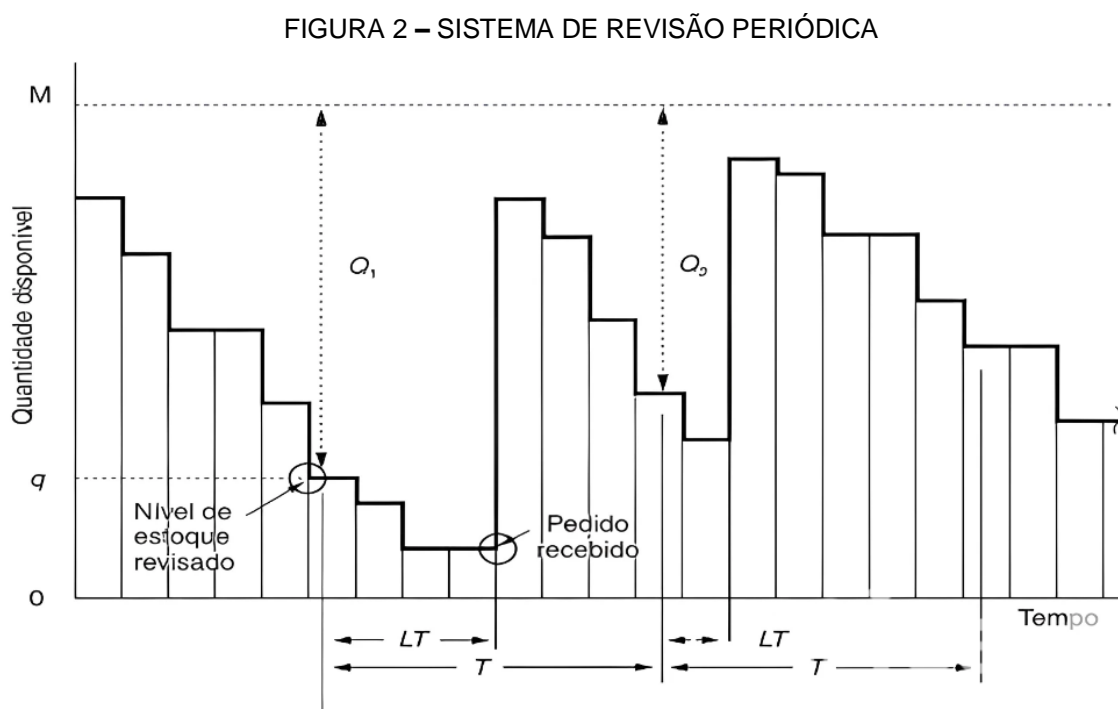 FIGURA 2 – SISTEMA DE REVISÃO PERIÓDICA
M
Quantidade disponível
Q₁
Q₂
q
Nível de
estoque
revisado
Pedido
recebido
0
Tempo
LT
LT
T
T